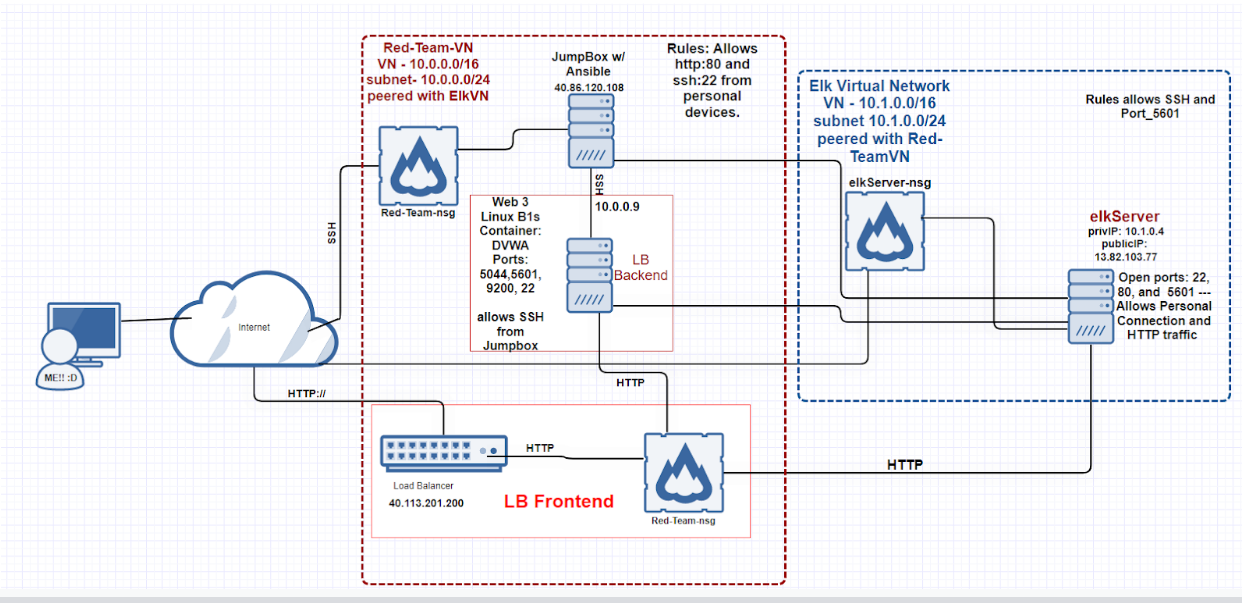 Red-Team-VN
VN - 10.0.0.0/16
subnet- 10.0.0.0/24
peered with ElkVN
JumpBox w/
Ansible
40.86.120.108
Rules: Allows
http:80 and
ssh:22 from
personal
devices.
Elk Virtual Network
VN - 10.1.0.0/16
subnet 10.1.0.0/24
peered with Red-
TeamVN
Rules allows SSH and
Port_5601
Red-Team-nsg
SSH
SSH
10.0.0.9
Web 3
Linux B1s
Container:
DVWA
Ports:
5044,5601,
9200, 22
allows SSH
from
Jumpbox
LB
Backend
elkServer-nsg
elkServer
privIP: 10.1.0.4
publicIP:
13.82.103.77
Open ports: 22,
80, and 5601 ---
Allows Personal
Connection and
HTTP traffic
Internet
ME!! :D
HTTP://
HTTP
HTTP
HTTP
Load Balancer
40.113.201.200
LB Frontend
Red-Team-nsg